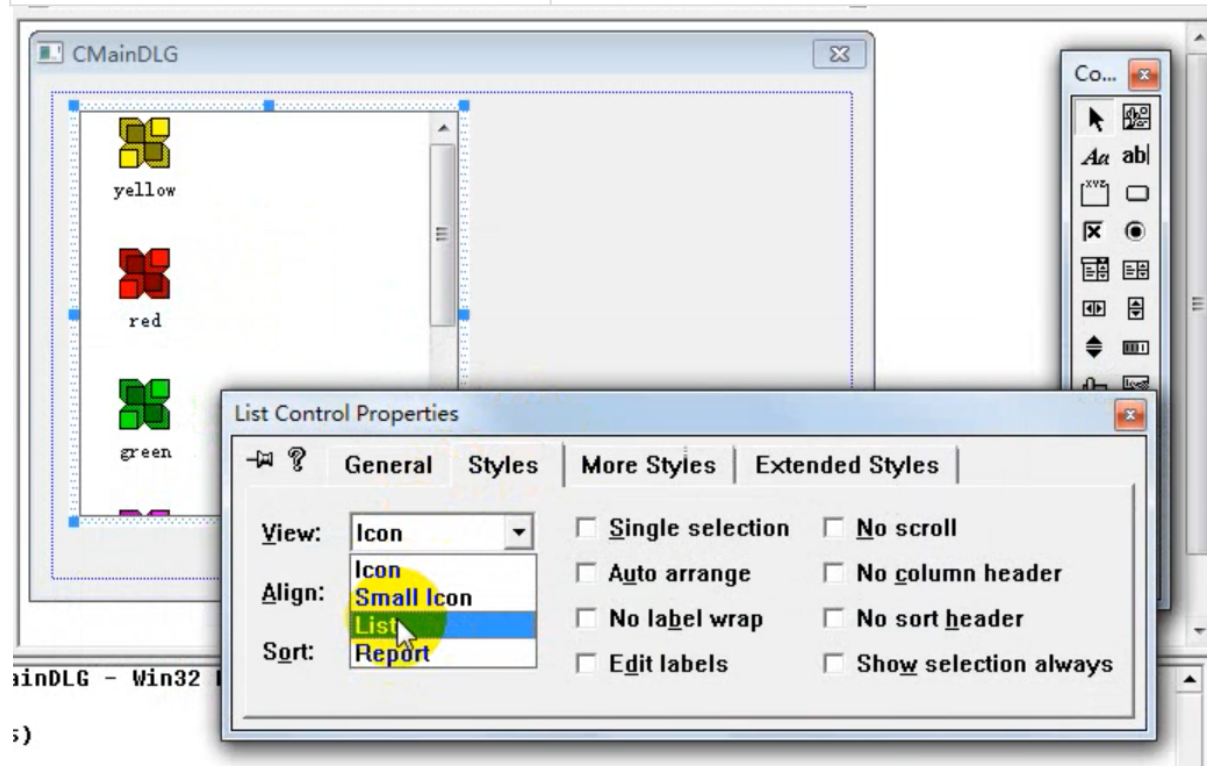 CMainDLG
Co...
Aa ab|
XYZ
yellow
red
green
List Control Properties
General Styles More Styles Extended Styles
View: Icon Single selection No scroll
Icon Auto arrange No column header
Align: Small Icon
List No label wrap No sort header
Sort: Report Edit labels Show selection always
ainDLG - Win32
s)